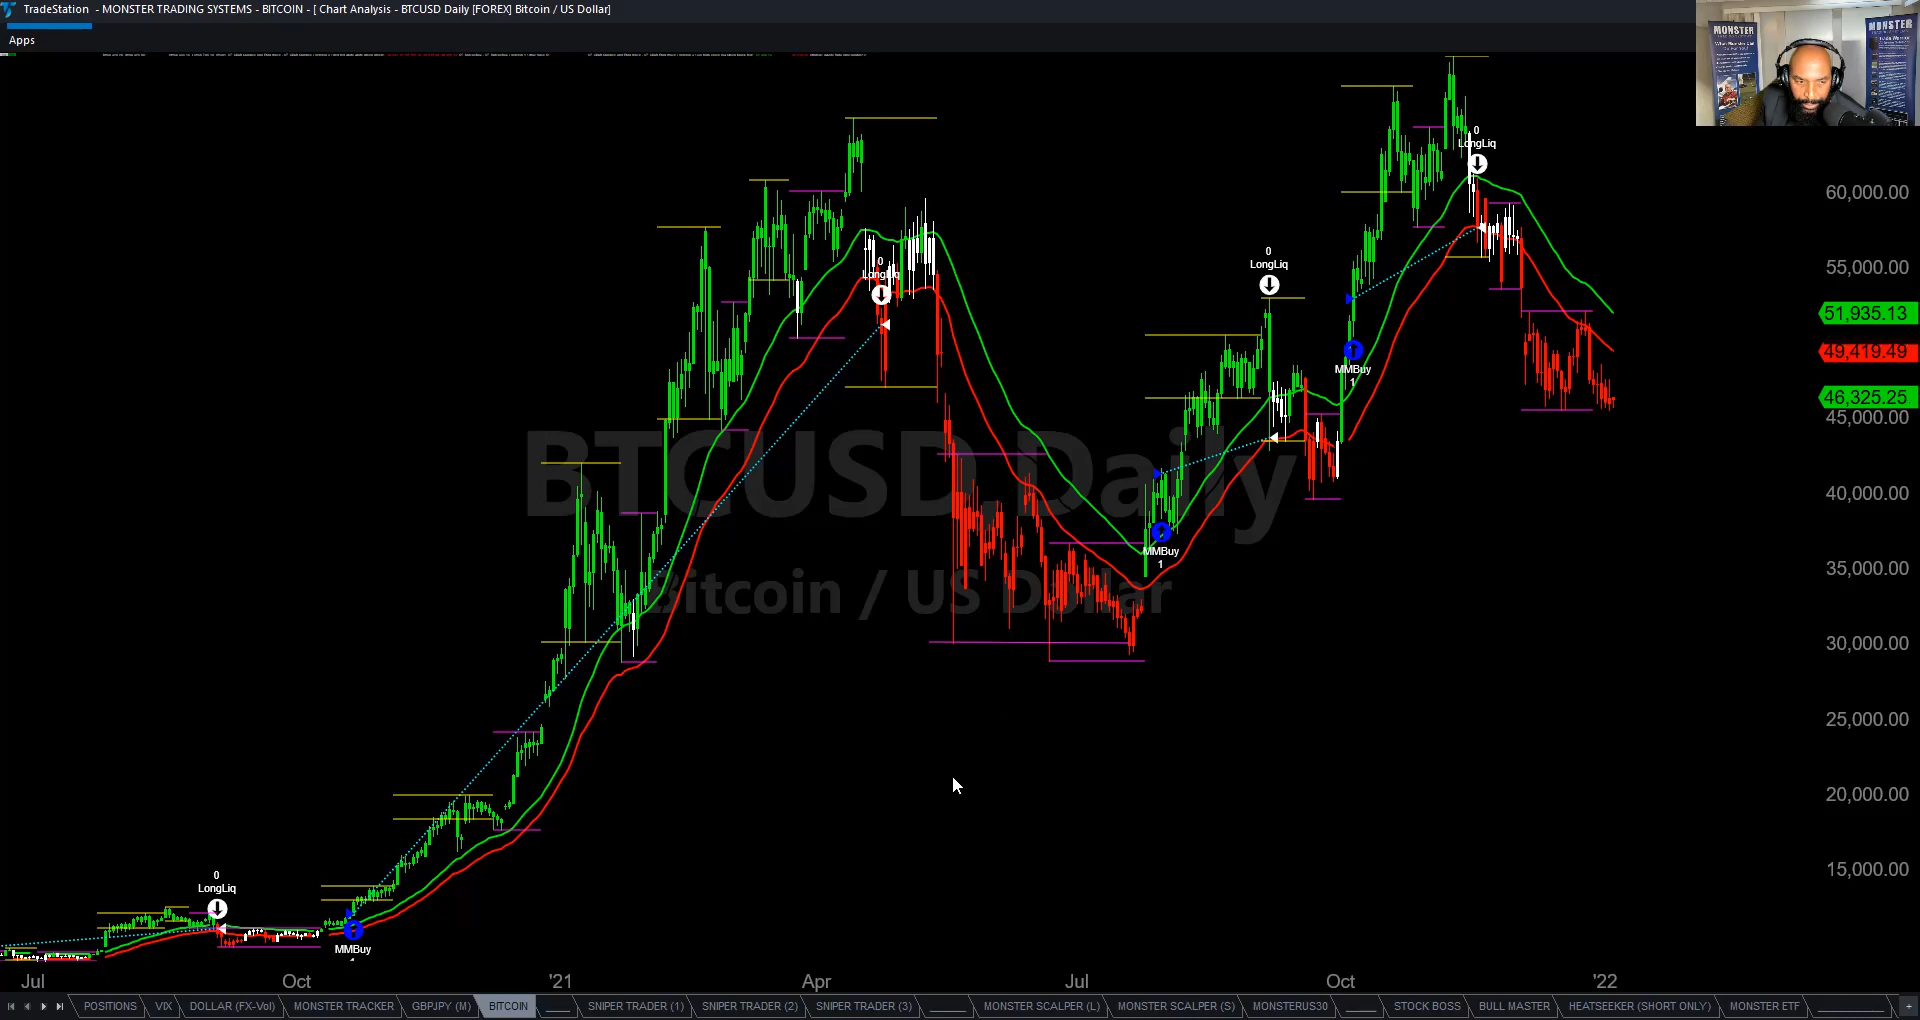 TradeStation - MONSTER TRADING SYSTEMS - BITCOIN - [ Chart Analysis - BTCUSD Daily [FOREX] Bitcoin / US Dollar]
Apps
MONSTER
MONSTER
0
LongLiq
60,000.00
0
LongLiq
0
LongLiq
55,000.00
51,935.13
49,419.49
MMBuy
1
46,325.25
45,000.00
BTCUSD,Daily
40,000.00
MMBuy
1
35,000.00
Bitcoin / US Dollar
30,000.00
25,000.00
20,000.00
15,000.00
0
LongLiq
MMBuy
Jul Oct '21 Apr Jul Oct '22
POSITIONS VIX DOLLAR (FX-Vol) MONSTER TRACKER GBPJPY (M) BITCOIN SNIPER TRADER (1) SNIPER TRADER (2) SNIPER TRADER (3) MONSTER SCALPER (L) MONSTER SCALPER (S) MONSTERUS30 STOCK BOSS BULL MASTER HEATSEEKER (SHORT ONLY) MONSTER ETF